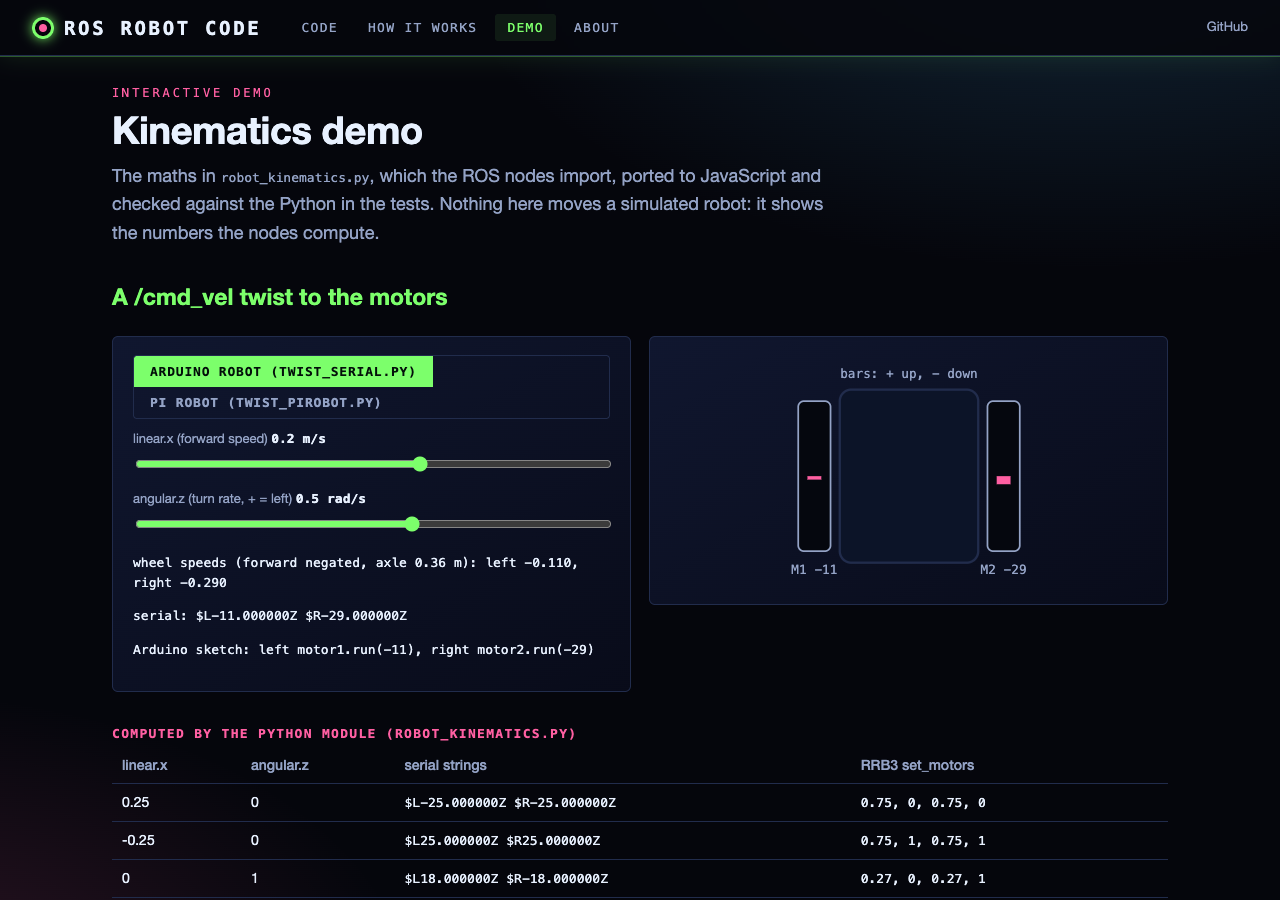 ROS ROBOT CODE CODE HOW IT WORKS DEMO ABOUT GitHub
INTERACTIVE DEMO
Kinematics demo
The maths in robot_kinematics.py, which the ROS nodes import, ported to JavaScript and
checked against the Python in the tests. Nothing here moves a simulated robot: it shows
the numbers the nodes compute.
A /cmd_vel twist to the motors
ARDUINO ROBOT (TWIST_SERIAL.PY)
PI ROBOT (TWIST_PIROBOT.PY)
linear.x (forward speed) 0.2 m/s
angular.z (turn rate, + = left) 0.5 rad/s
wheel speeds (forward negated, axle 0.36 m): left -0.110,
right -0.290
serial: $L-11.000000Z $R-29.000000Z
Arduino sketch: left motor1.run(-11), right motor2.run(-29)
bars: + up, − down
M1 -11 M2 -29
COMPUTED BY THE PYTHON MODULE (ROBOT_KINEMATICS.PY)
linear.x angular.z serial strings RRB3 set_motors
0.25 0 $L-25.000000Z $R-25.000000Z 0.75, 0, 0.75, 0
-0.25 0 $L25.000000Z $R25.000000Z 0.75, 1, 0.75, 1
0 1 $L18.000000Z $R-18.000000Z 0.27, 0, 0.27, 1